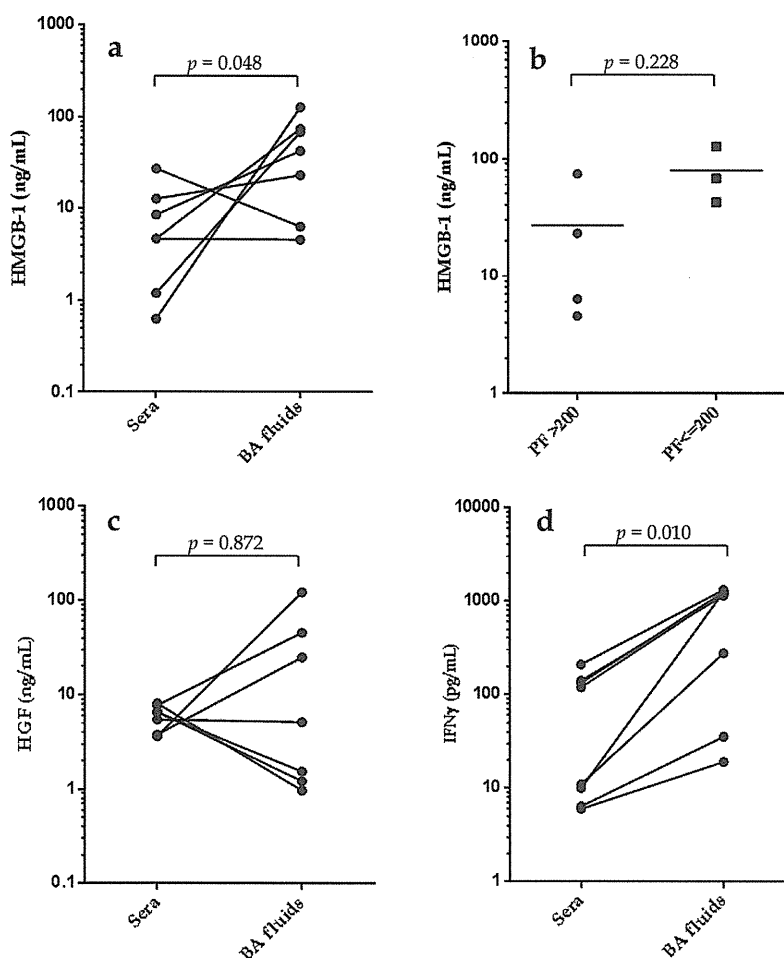 a
p = 0.048
1000
100
10
1
0.1
HMGB-1 (ng/mL)
Sera
BA fluids
b
p = 0.228
1000
100
10
1
HMGB-1 (ng/mL)
PF >200
PF<=200
c
p = 0.872
1000
100
10
1
0.1
HGF (ng/mL)
Sera
BA fluids
d
p = 0.010
10000
1000
100
10
1
IFNγ (pg/mL)
Sera
BA fluids